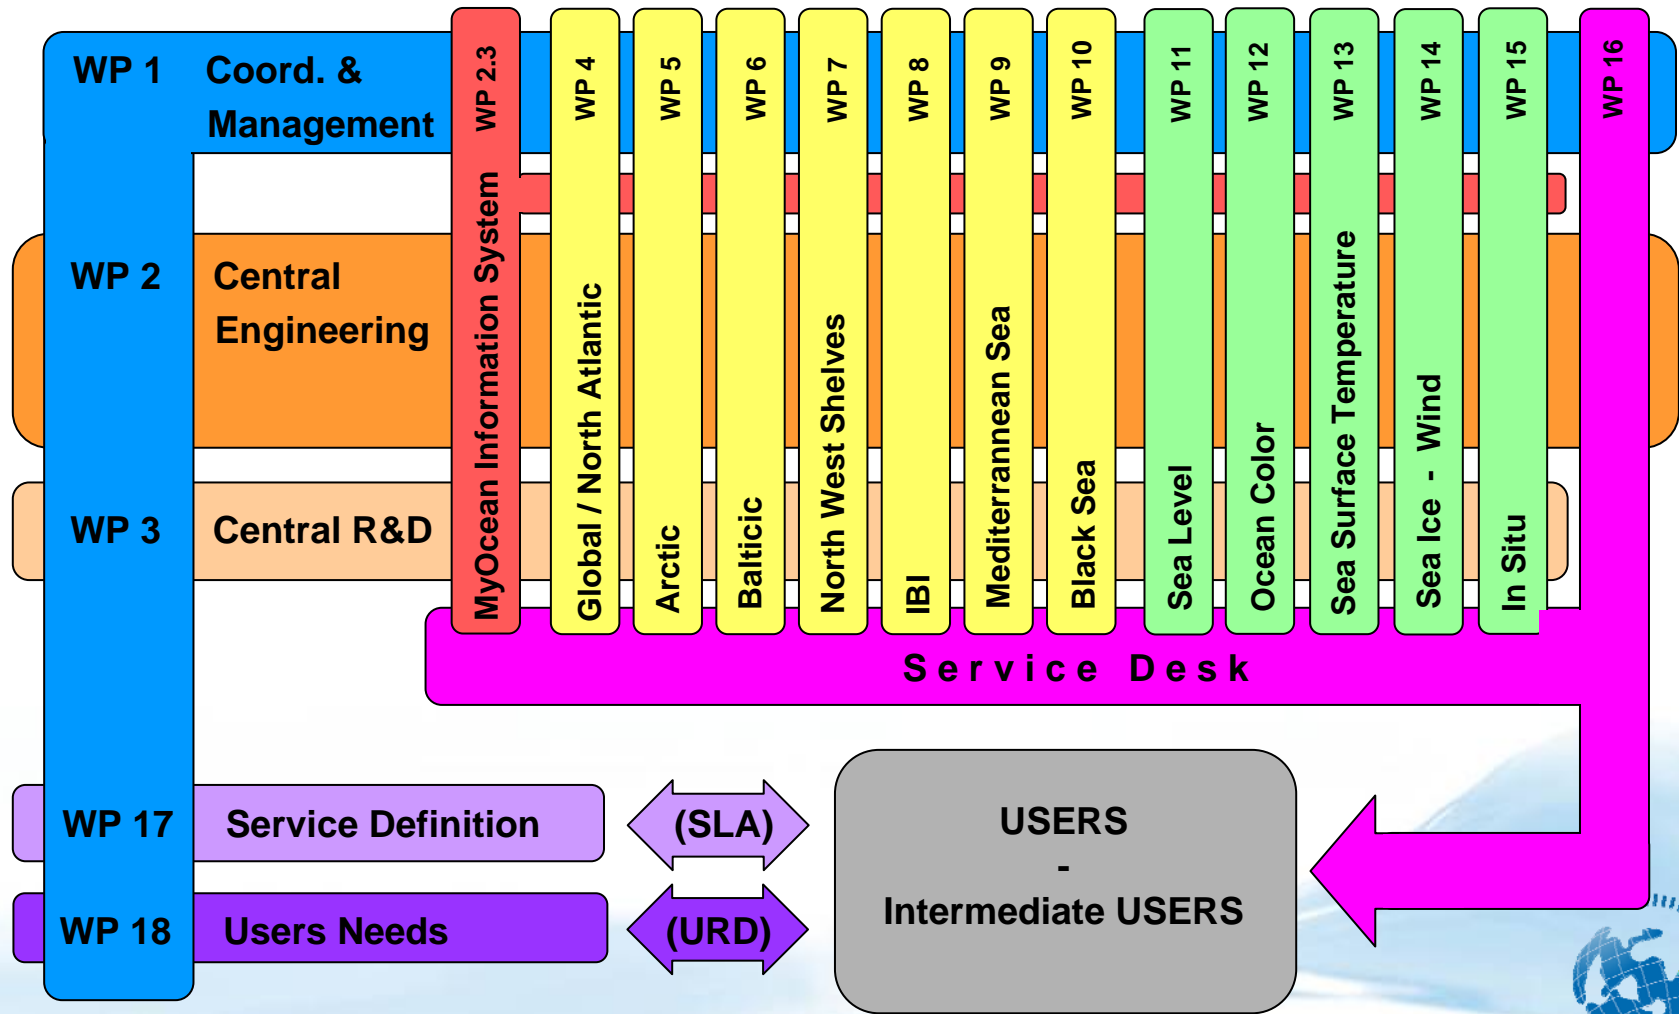 WP 1 Coord. &
Management
WP 2 Central
Engineering
WP 3 Central R&D
WP 2.3 MyOcean Information System
WP 4 Global / North Atlantic
WP 5 Arctic
WP 6 Balticic
WP 7 North West Shelves
WP 8 IBI
WP 9 Mediterrannean Sea
WP 10 Black Sea
WP 11 Sea Level
WP 12 Ocean Color
WP 13 Sea Surface Temperature
WP 14 Sea Ice - Wind
WP 15 In Situ
WP 16
Service Desk
WP 17 Service Definition
(SLA)
WP 18 Users Needs
(URD)
USERS
-
Intermediate USERS